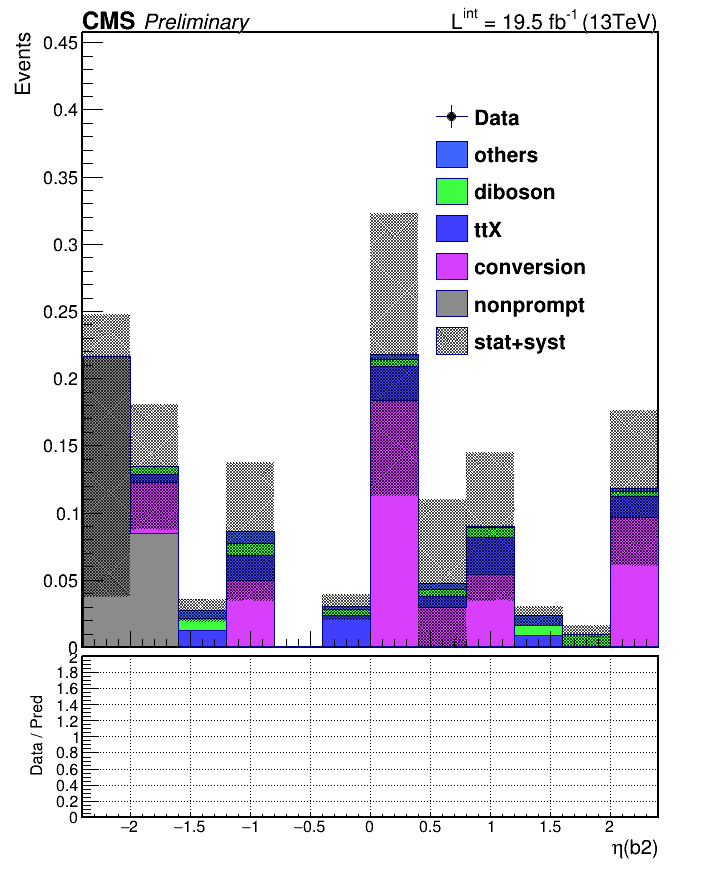 CMS Preliminary L^int = 19.5 fb^-1 (13TeV)
Events
0.45
0.4
0.35
0.3
0.25
0.2
0.15
0.1
0.05
0
Data
others
diboson
ttX
conversion
nonprompt
stat+syst
Data / Pred
2
1.8
1.6
1.4
1.2
1
0.8
0.6
0.4
0.2
0
−2 −1.5 −1 −0.5 0 0.5 1 1.5 2
η(b2)